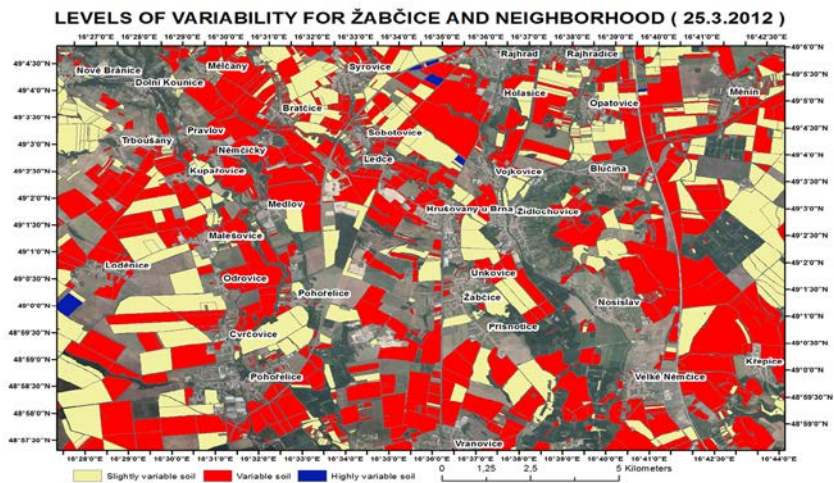 LEVELS OF VARIABILITY FOR ŽABČICE AND NEIGHBORHOOD ( 25.3.2012 )
16°27'0"E 16°28'0"E 16°29'0"E 16°30'0"E 16°31'0"E 16°32'0"E 16°33'0"E 16°34'0"E 16°35'0"E 16°36'0"E 16°37'0"E 16°38'0"E 16°39'0"E 16°40'0"E 16°41'0"E 16°42'30"E
49°6'0"N
49°4'30"N
Nové Bránice
Mělčany
Syrovice
Rajhrad
Rajhradice
49°5'30"N
Dolní Kounice
49°4'0"N
Holasice
Měnín
49°5'0"N
Bratčice
Opatovice
49°3'30"N
Pravlov
Sobotovice
49°4'30"N
Trboušany
49°3'0"N
Němčičky
Ledce
49°4'0"N
49°2'30"N
Kupařovice
Vojkovice
Blučina
49°3'30"N
49°2'0"N
Medlov
Hrušovany u Brna
Židlochovice
49°3'0"N
49°1'30"N
Malešovice
49°2'30"N
49°1'0"N
Loděnice
49°2'0"N
49°0'30"N
Odrovice
Unkovice
49°1'30"N
49°0'0"N
Pohořelice
Žabčice
Nosislav
49°1'0"N
48°59'30"N
Cvrčovice
Přísnotice
49°0'30"N
48°59'0"N
Křepice
49°0'0"N
48°58'30"N
Pohořelice
Velké Němčice
48°59'30"N
48°58'0"N
48°59'0"N
48°07'30"N
Vranovice
16°28'0"E 16°29'0"E 16°30'0"E 16°31'0"E 16°32'0"E 16°33'0"E 16°34'0"E 16°35'0"E 16°36'0"E 16°37'0"E 16°38'0"E 16°39'0"E 16°40'0"E 16°42'30"E 16°44'0"E
Slightly variable soil
Variable soil
Highly variable soil
0 1,25 2,5 5 Kilometers